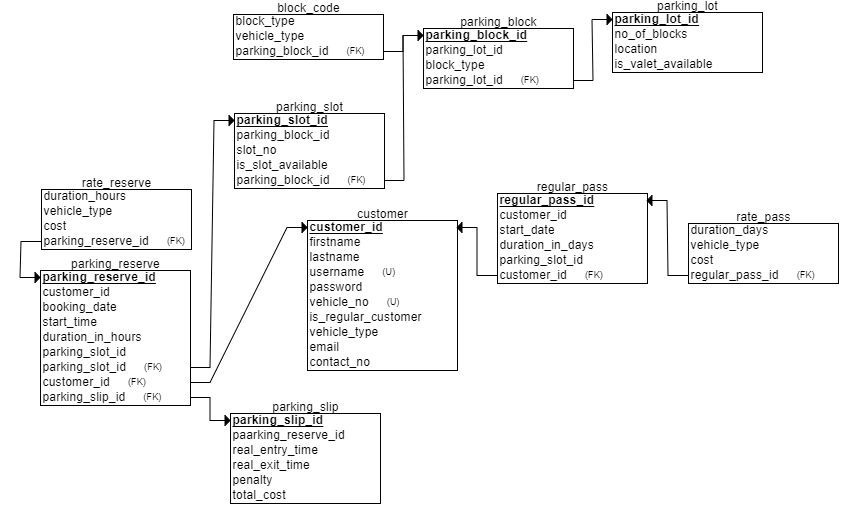 block_code
block_type
vehicle_type
parking_block_id (FK)
parking_block
parking_block_id
parking_lot_id
block_type
parking_lot_id (FK)
parking_lot
parking_lot_id
no_of_blocks
location
is_valet_available
parking_slot
parking_slot_id
parking_block_id
slot_no
is_slot_available
parking_block_id (FK)
rate_reserve
duration_hours
vehicle_type
cost
parking_reserve_id (FK)
customer
customer_id
firstname
lastname
username (U)
password
vehicle_no (U)
is_regular_customer
vehicle_type
email
contact_no
regular_pass
regular_pass_id
customer_id
start_date
duration_in_days
parking_slot_id
customer_id (FK)
rate_pass
duration_days
vehicle_type
cost
regular_pass_id (FK)
parking_reserve
parking_reserve_id
customer_id
booking_date
start_time
duration_in_hours
parking_slot_id
parking_slot_id (FK)
customer_id (FK)
parking_slip_id (FK)
parking_slip
parking_slip_id
paarking_reserve_id
real_entry_time
real_exit_time
penalty
total_cost